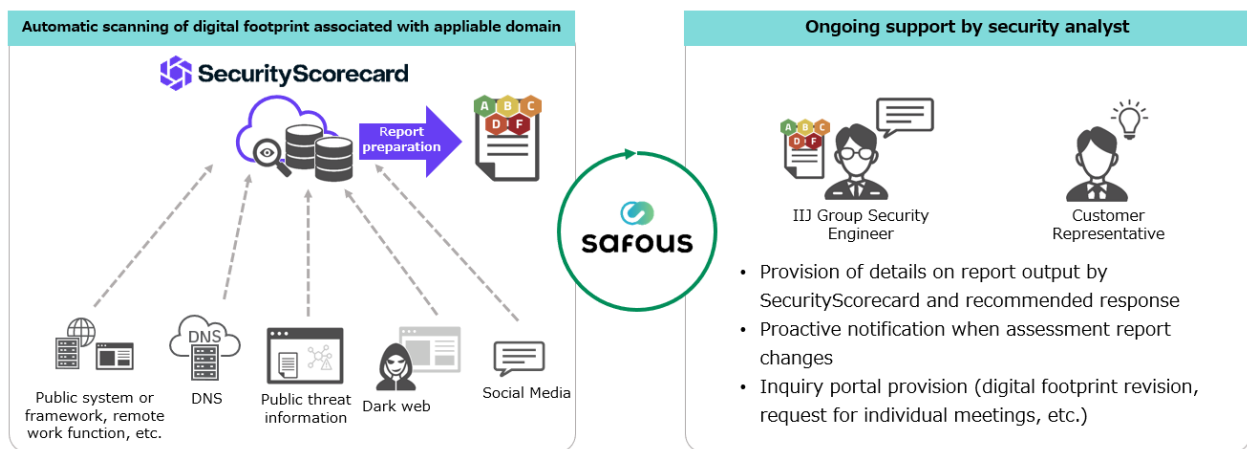 Automatic scanning of digital footprint associated with appliable domain
SecurityScorecard
Report
preparation
A B C
D F
DNS
Public system or
framework, remote
work function, etc.
DNS
Public threat
information
Dark web
Social Media
safous
Ongoing support by security analyst
A B C
D F
IIJ Group Security
Engineer
Customer
Representative
• Provision of details on report output by
SecurityScorecard and recommended response
• Proactive notification when assessment report
changes
• Inquiry portal provision (digital footprint revision,
request for individual meetings, etc.)